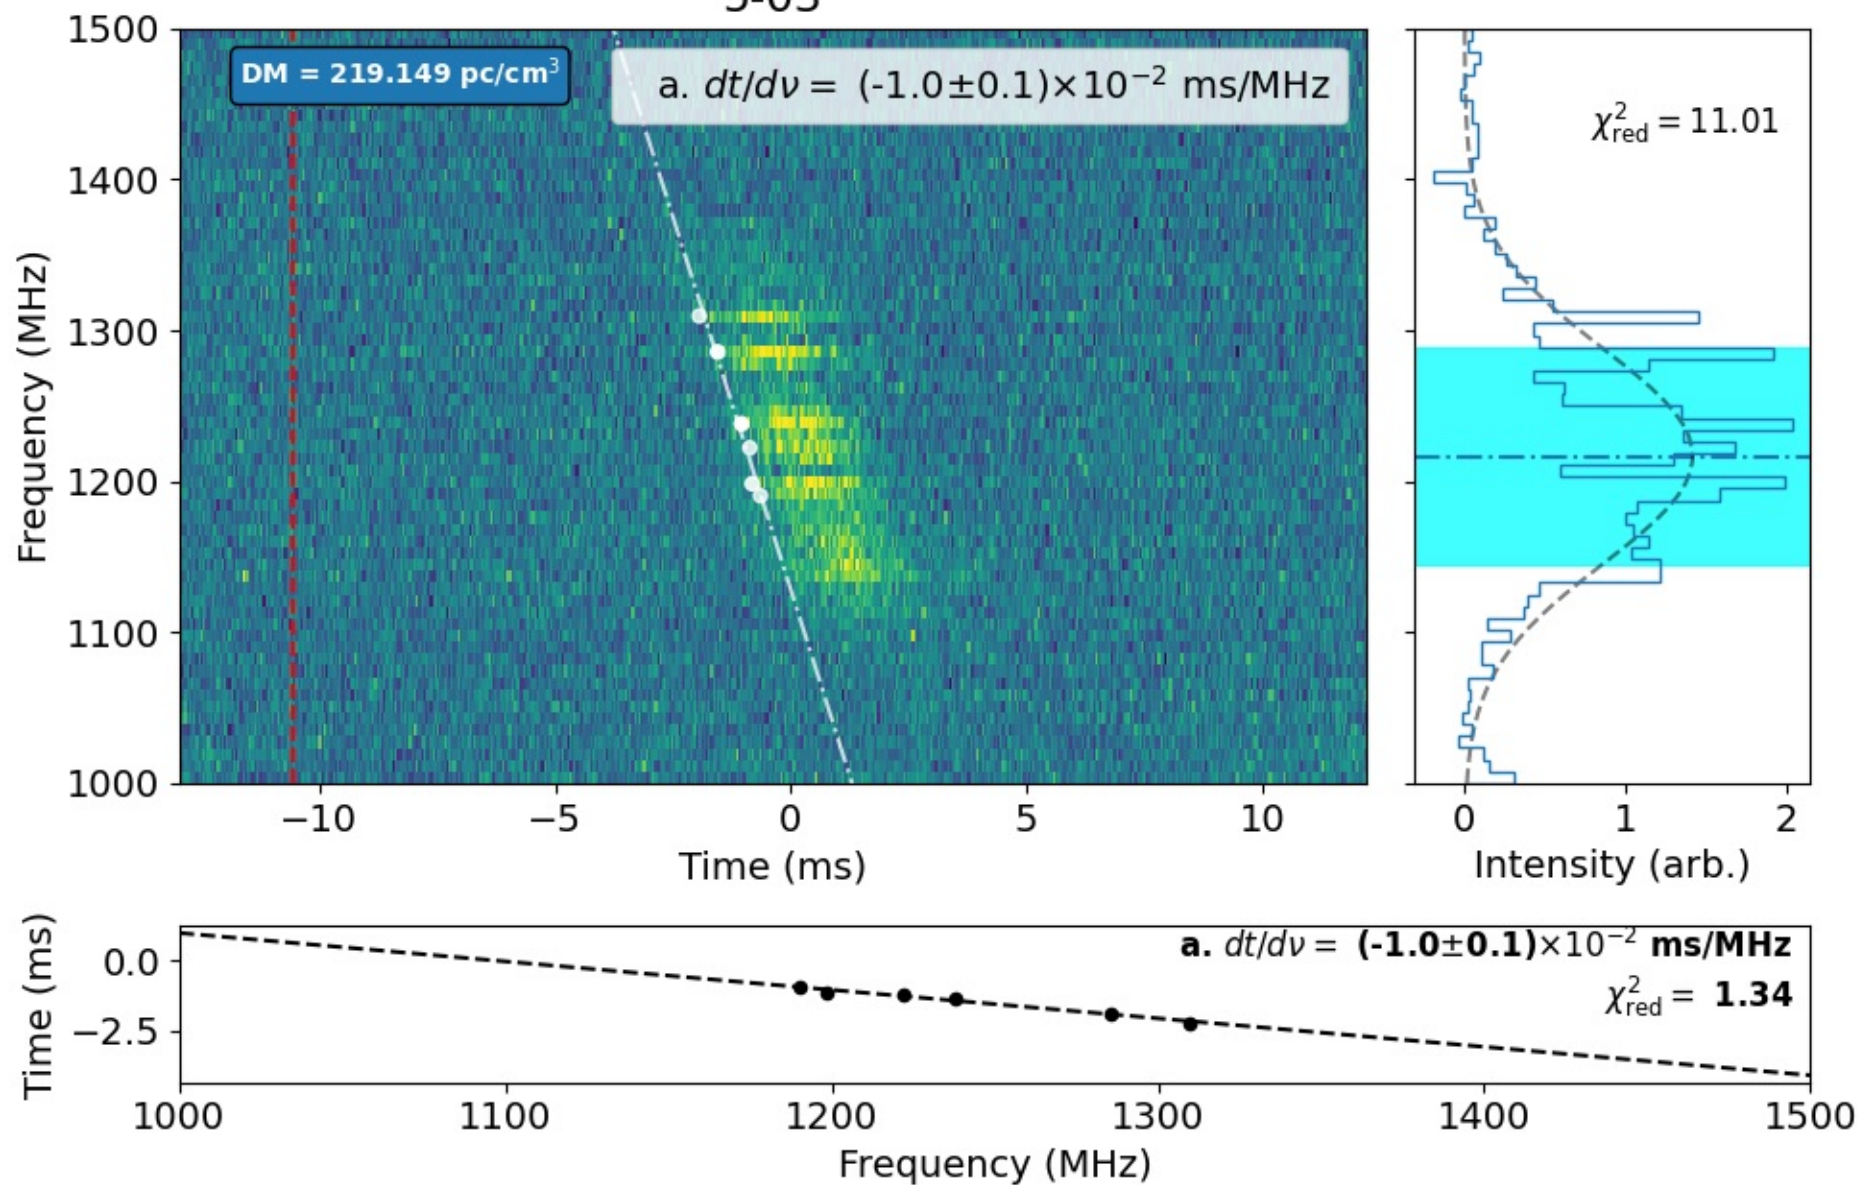 1500
1400
1300
1200
1100
1000
Frequency (MHz)
DM = 219.149 pc/cm³
a. dt/dν = (-1.0±0.1)×10⁻² ms/MHz
−10 −5 0 5 10
Time (ms)
χ²red = 11.01
0 1 2
Intensity (arb.)
Time (ms)
0.0
−2.5
a. dt/dν = (-1.0±0.1)×10⁻² ms/MHz
χ²red = 1.34
1000 1100 1200 1300 1400 1500
Frequency (MHz)